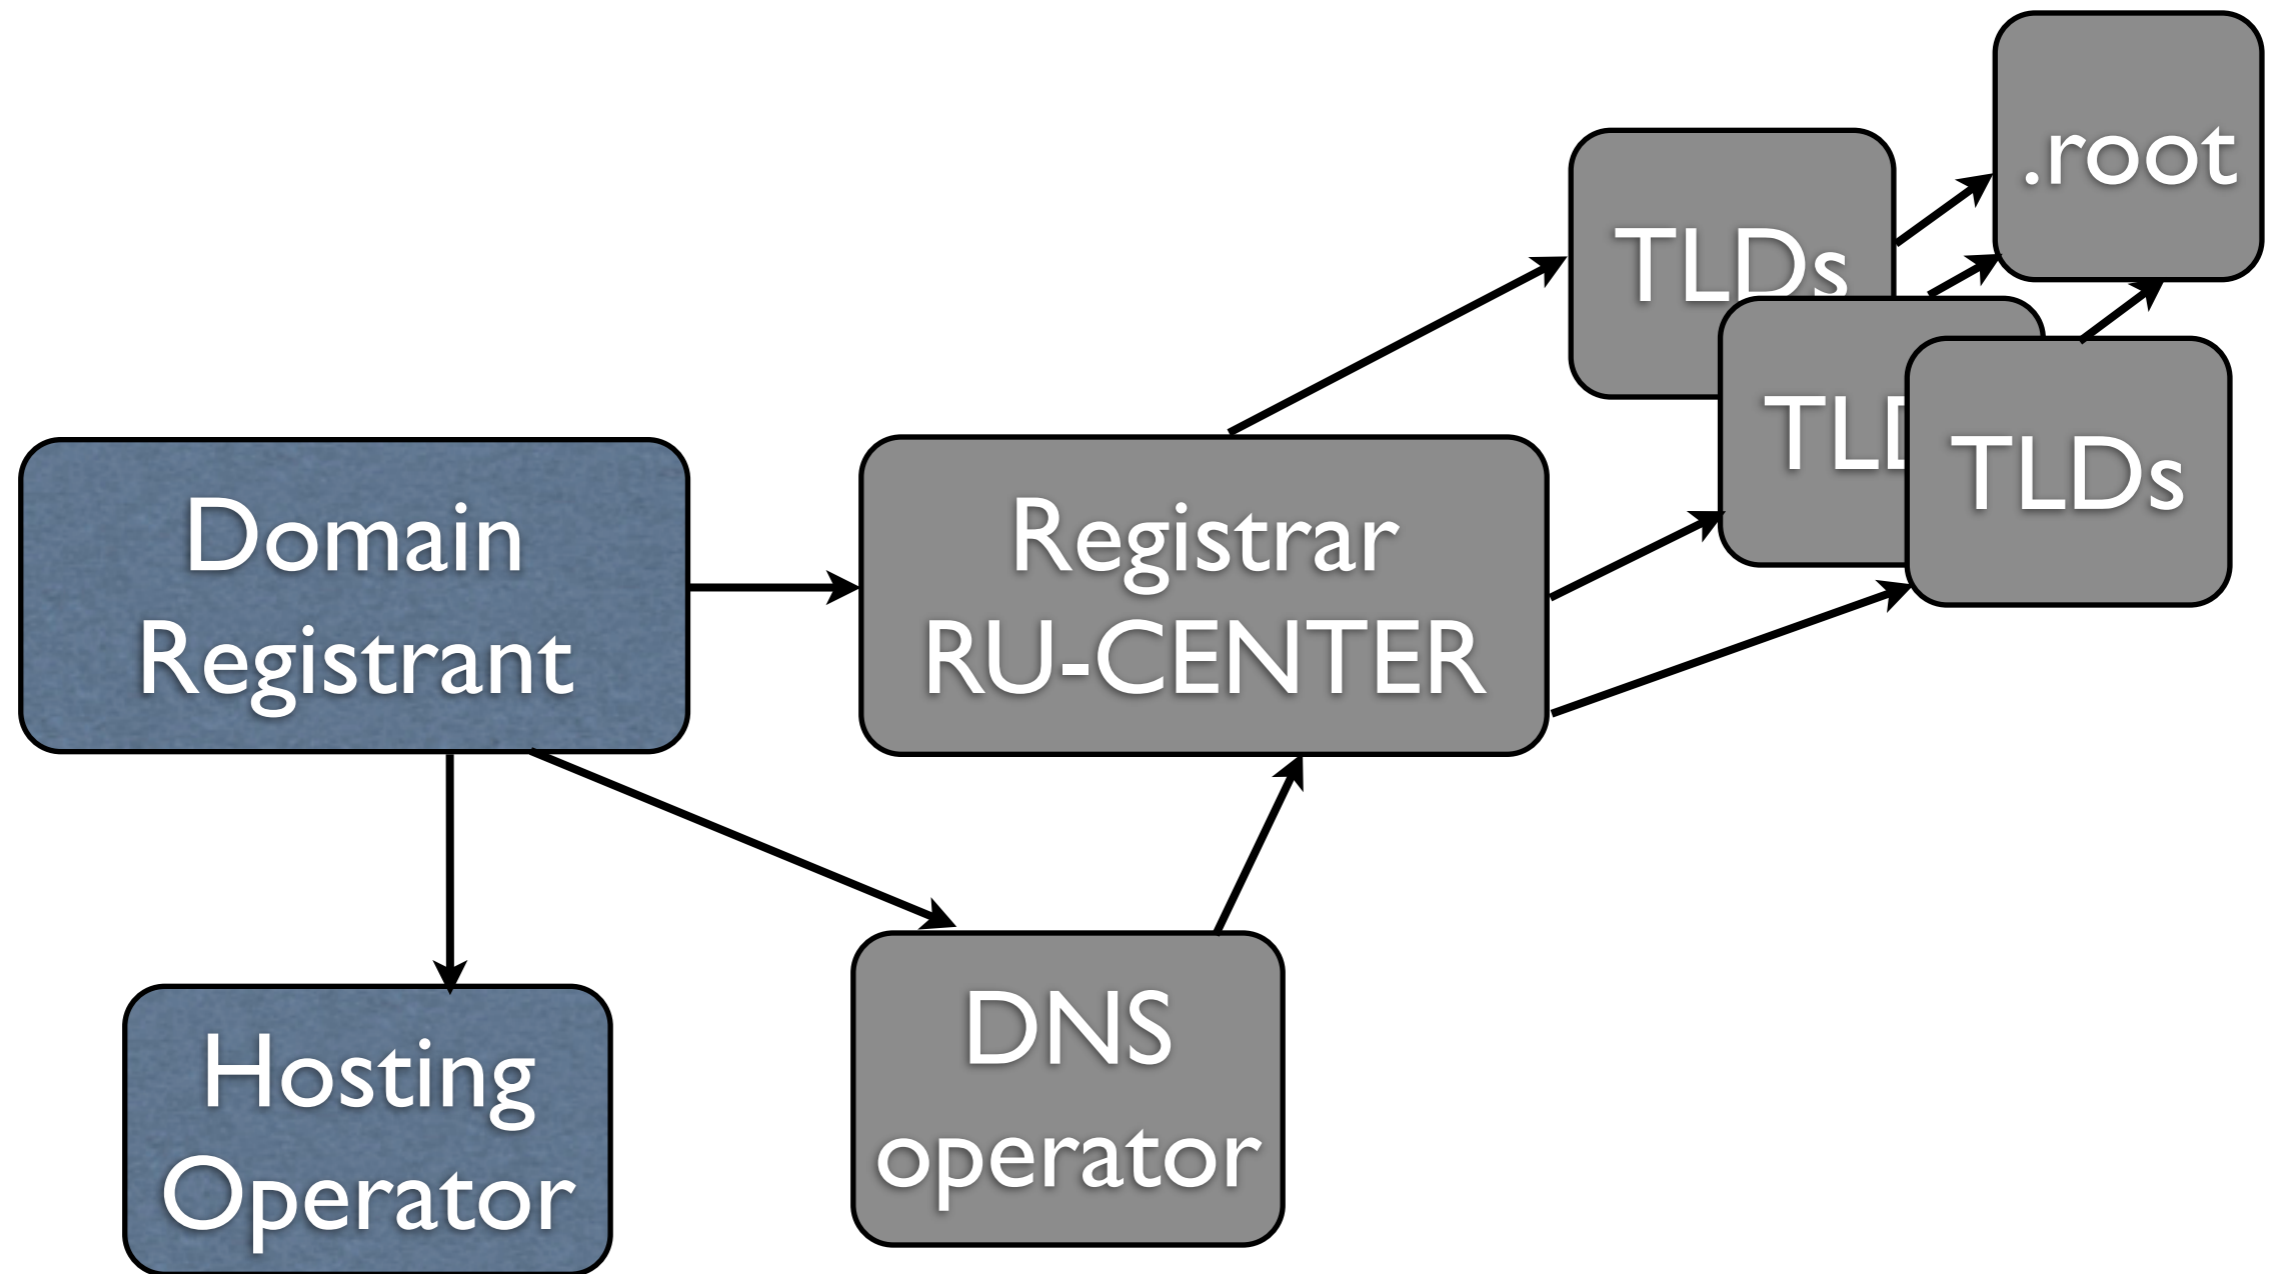 .root
TLDs
TLDs
Domain
Registrant
Registrar
RU-CENTER
DNS
operator
Hosting
Operator